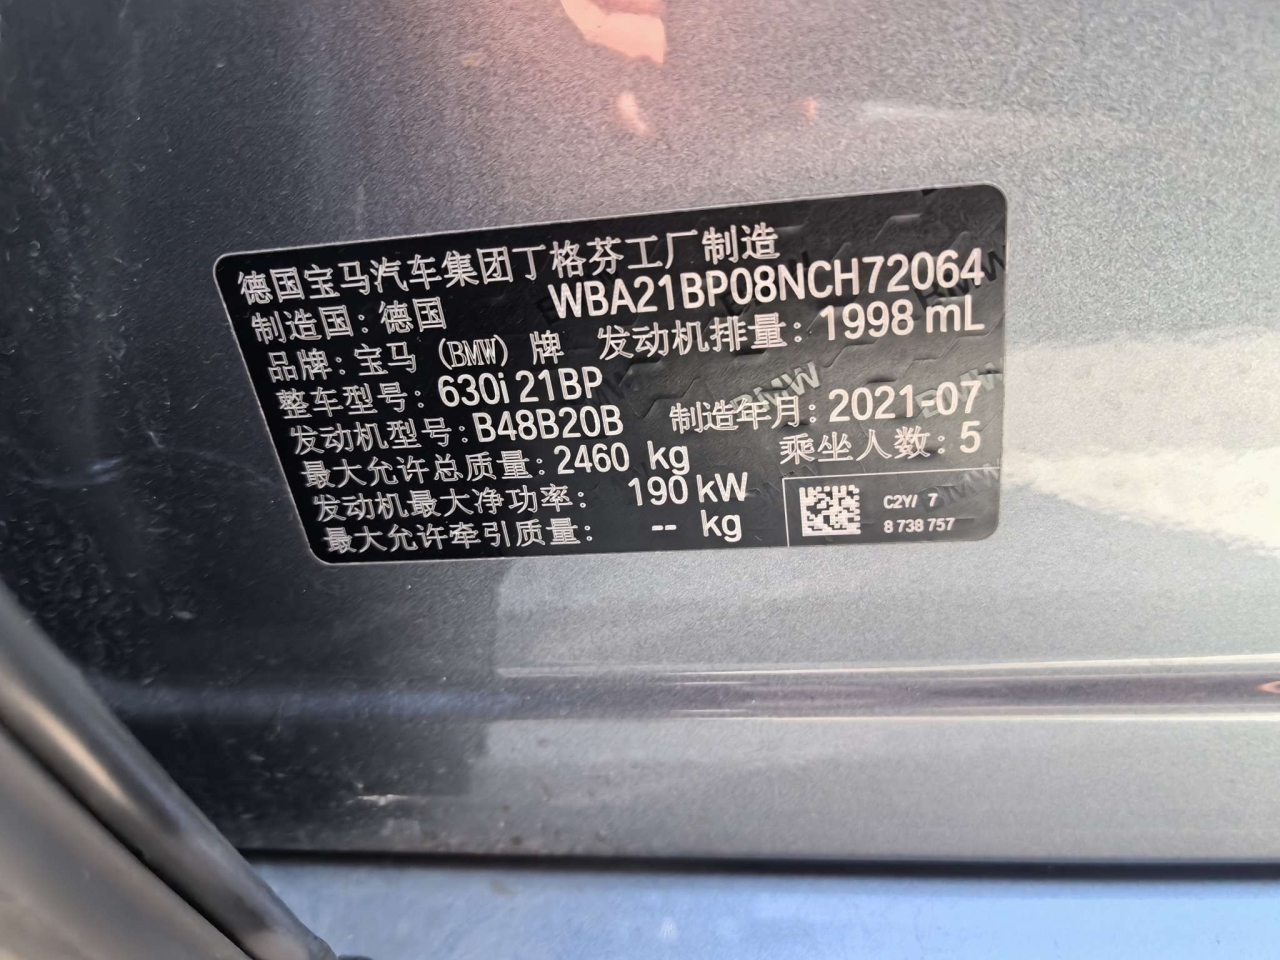 德国宝马汽车集团丁格芬工厂制造
制造国：德国 WBA21BP08NCH72064
品牌：宝马（BMW）牌 发动机排量：1998 mL
整车型号：630i 21BP
发动机型号：B48B20B 制造年月：2021-07
最大允许总质量：2460 kg 乘坐人数：5
发动机最大净功率： 190 kW
最大允许牵引质量： -- kg
C2Y/ 7
8 738 757